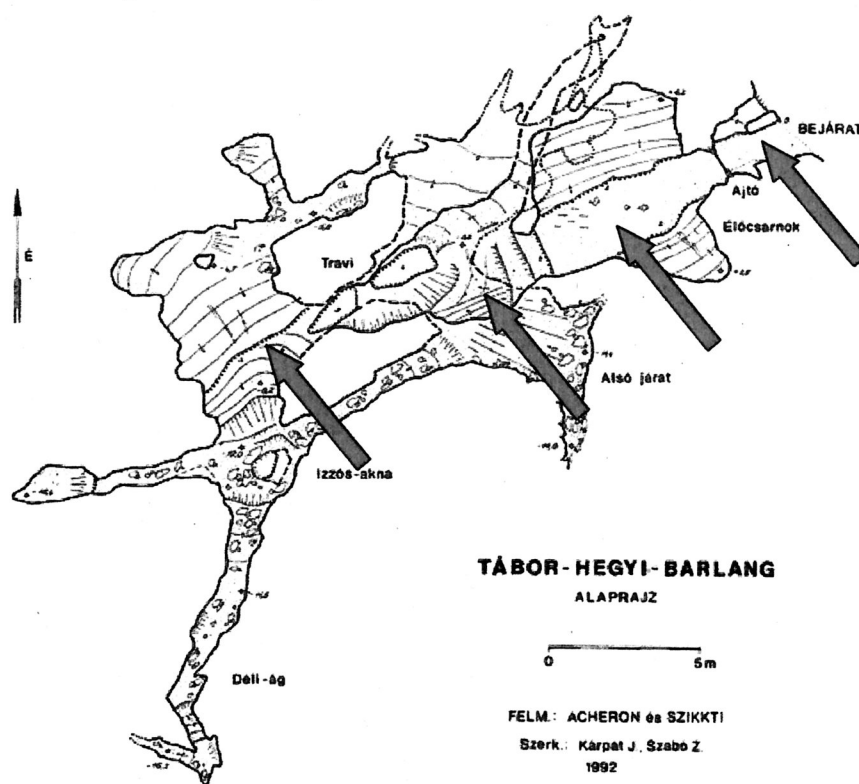 BEJÁRAT
Ajtó
Előcsarnok
É
Travi
Alsó járat
Izzós-akna
Déli-ág
TÁBOR-HEGYI-BARLANG
ALAPRAJZ
0 5m
FELM.: ACHERON és SZIKKTI
Szerk.: Kárpát J., Szabó Z.
1992